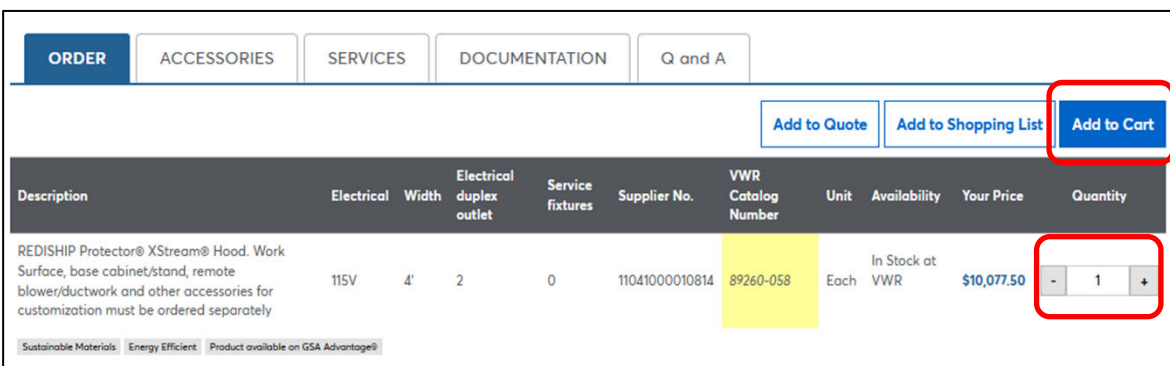 ORDER ACCESSORIES SERVICES DOCUMENTATION Q and A
Add to Quote Add to Shopping List Add to Cart
Description Electrical Width Electrical duplex outlet Service fixtures Supplier No. VWR Catalog Number Unit Availability Your Price Quantity
REDISHIP Protector® XStream® Hood. Work
Surface, base cabinet/stand, remote
blower/ductwork and other accessories for
customization must be ordered separately
115V 4' 2 0 11041000010814 89260-058 Each In Stock at VWR $10,077.50 - 1 +
Sustainable Materials Energy Efficient Product available on GSA Advantage®